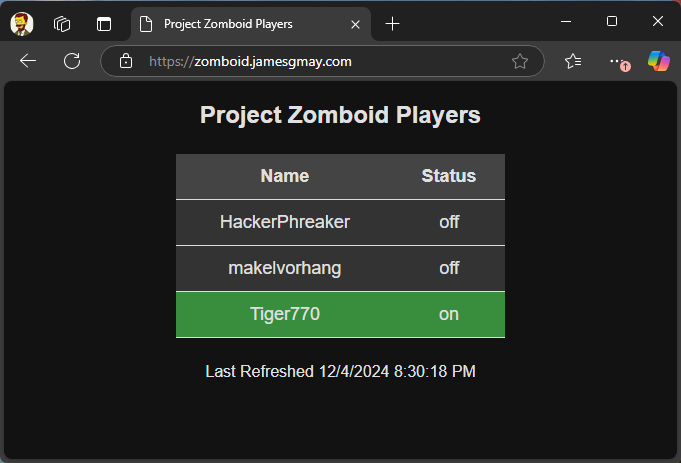 Project Zomboid Players
https://zomboid.jamesgmay.com
Project Zomboid Players
Name Status
HackerPhreaker off
makelvorhang off
Tiger770 on
Last Refreshed 12/4/2024 8:30:18 PM